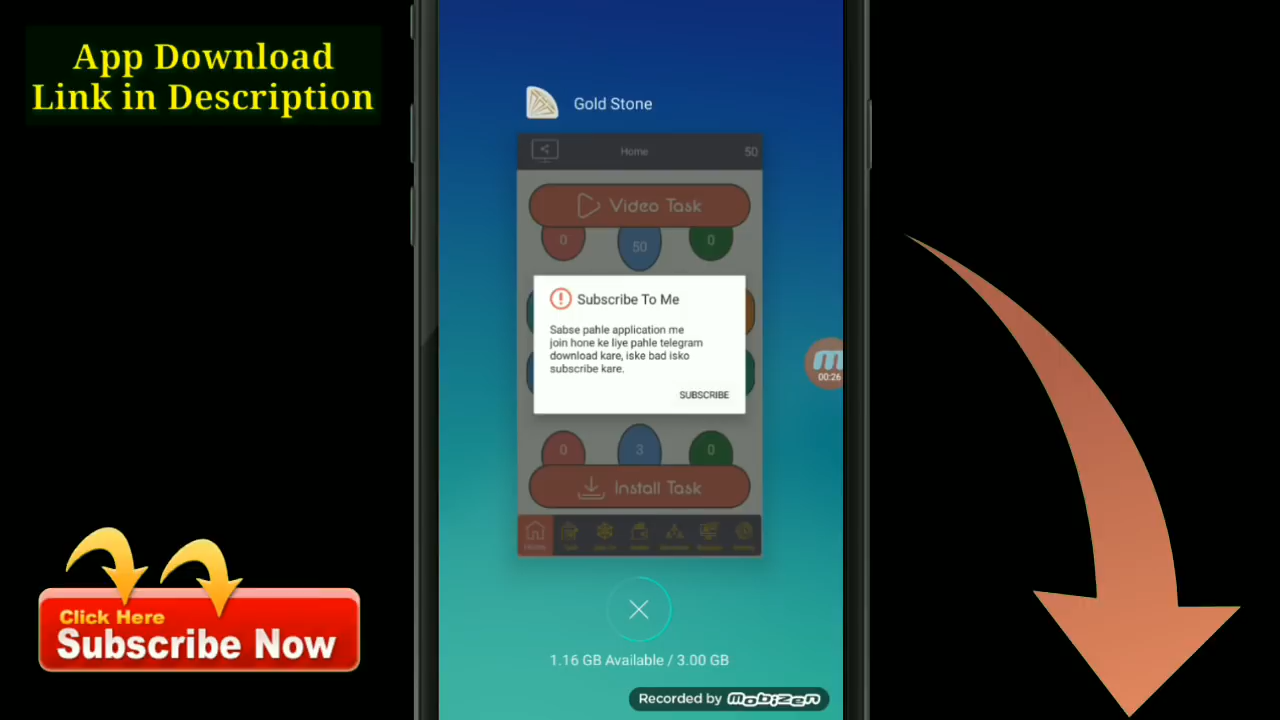 App Download
Link in Description
Gold Stone
Home
50
Video Task
0
50
0
Subscribe To Me
Sabse pahle application me
join hone ke liye pahle telegram
download kare, iske bad isko
subscribe kare.
SUBSCRIBE
00:26
0
3
0
Install Task
Click Here
Subscribe Now
1.16 GB Available / 3.00 GB
Recorded by mobizen